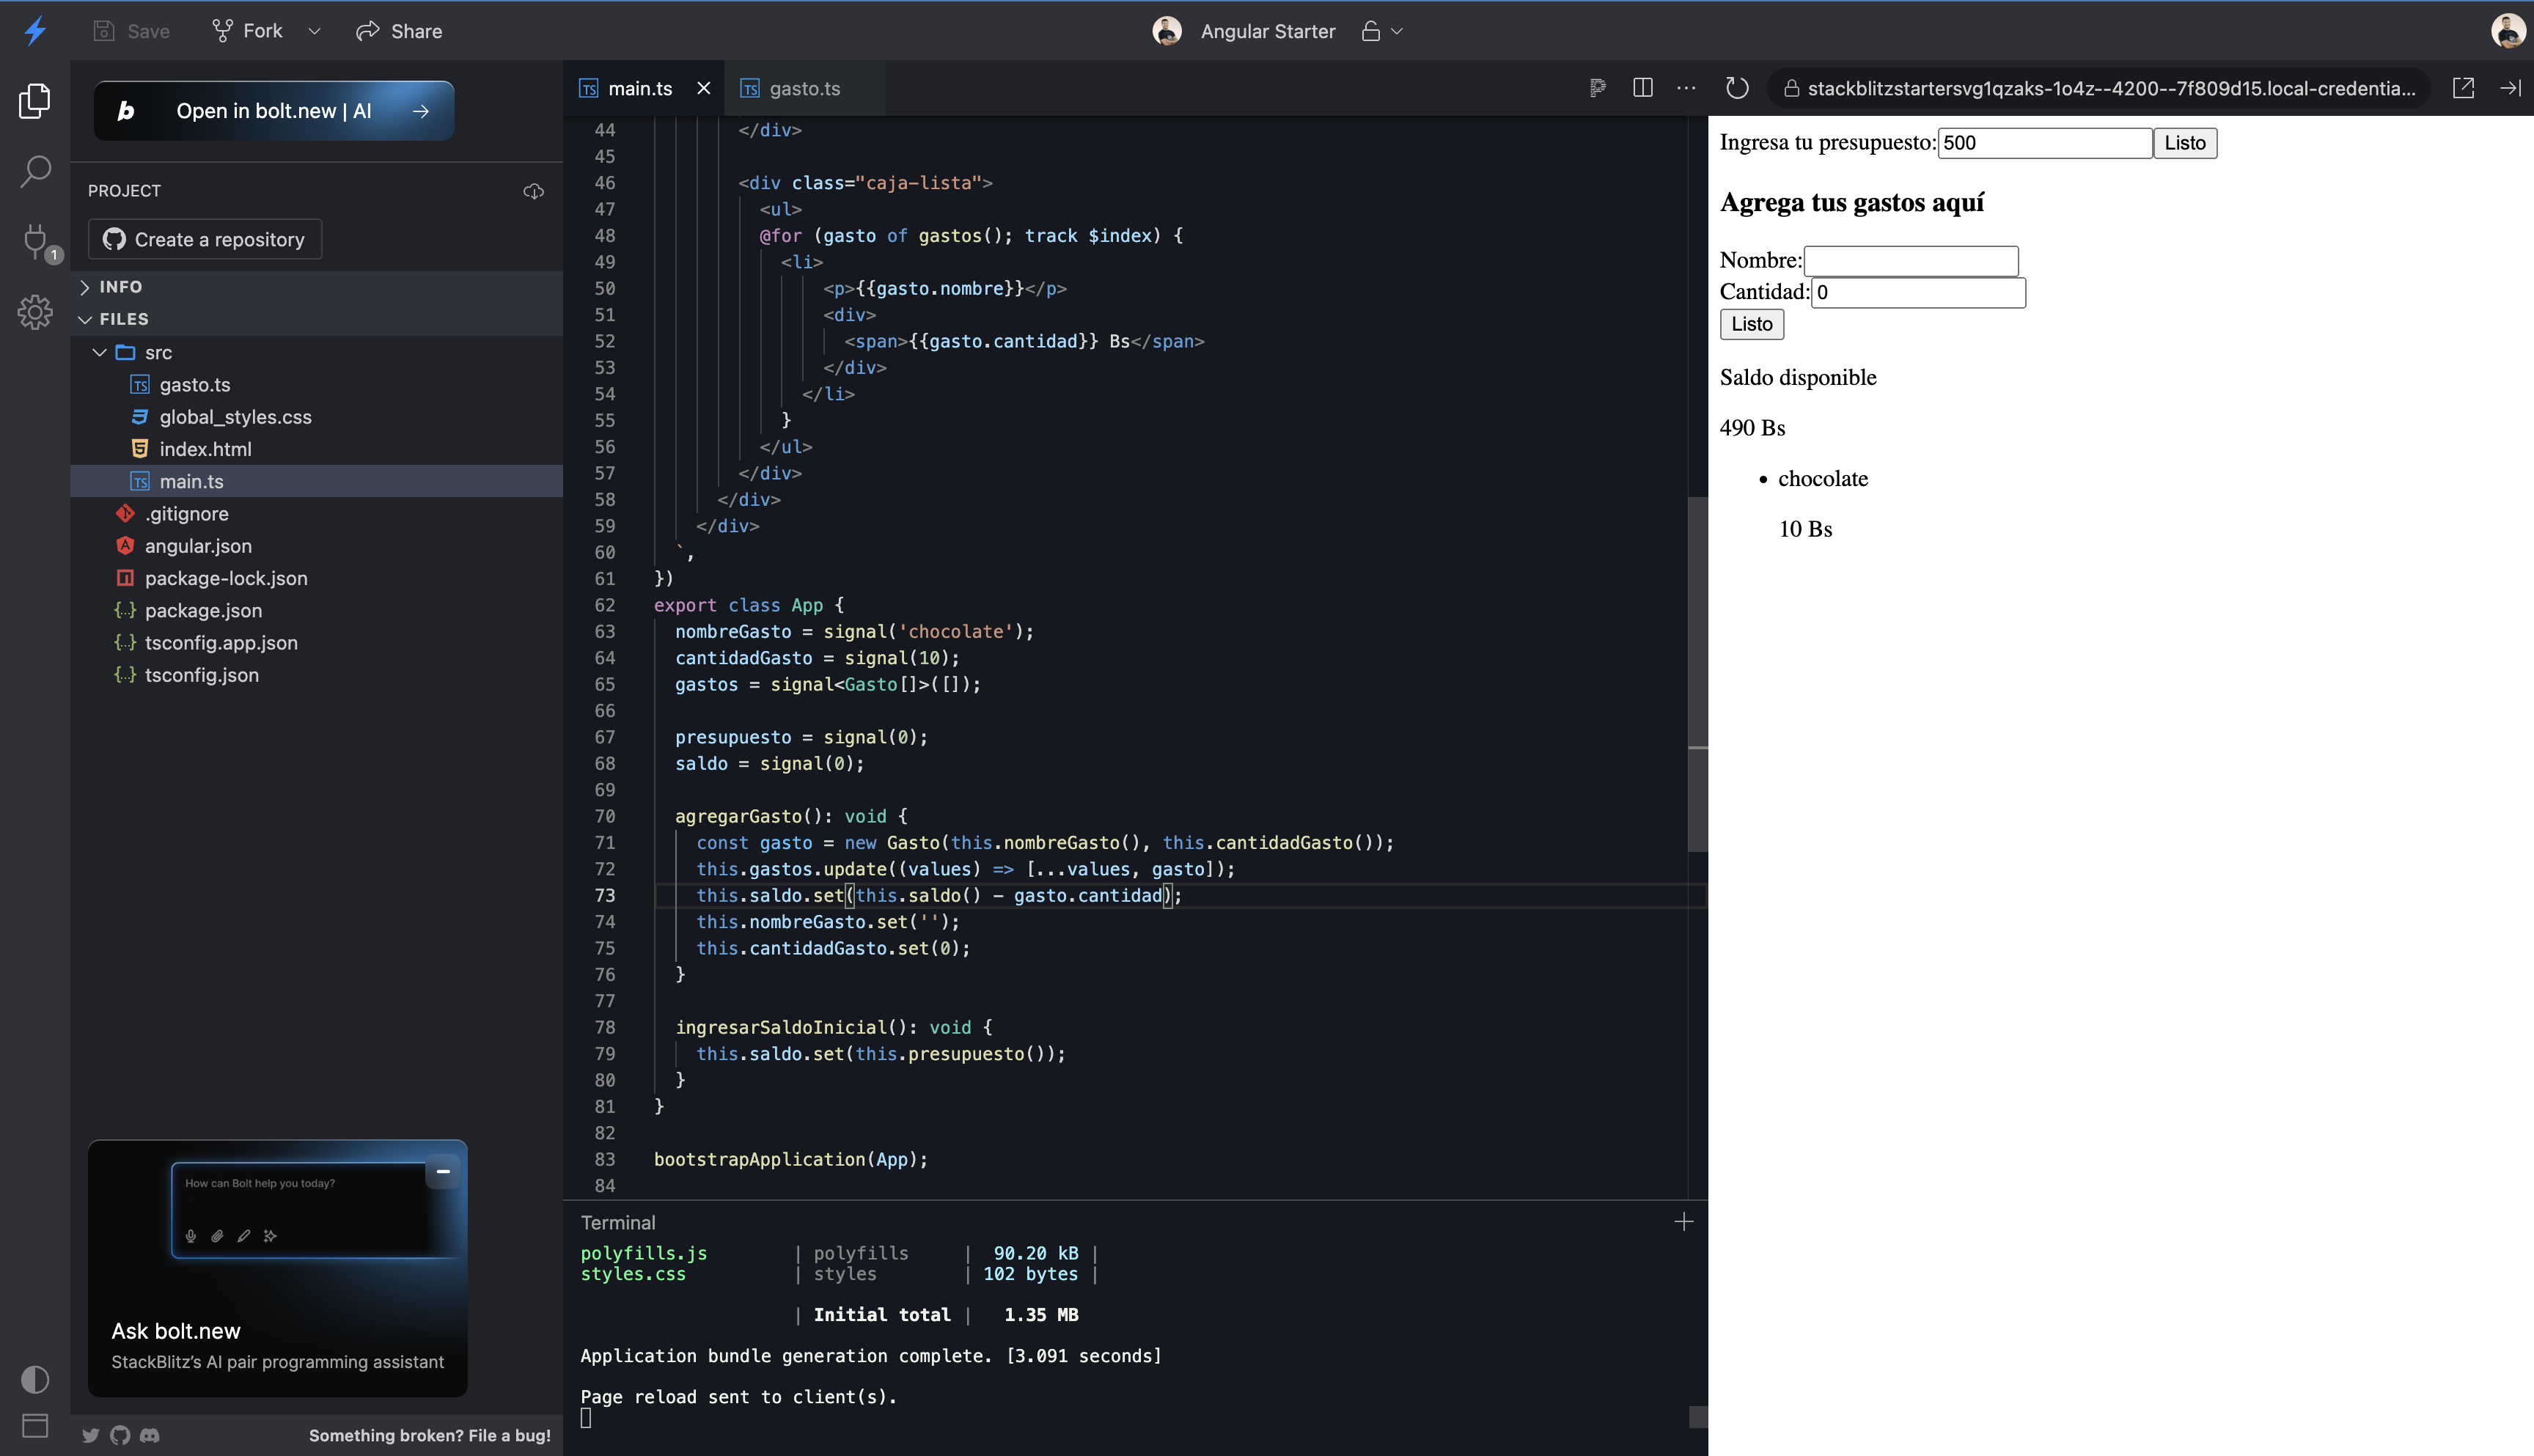 Save
Fork
Share
Angular Starter
b Open in bolt.new | AI
PROJECT
Create a repository
1
INFO
FILES
src
gasto.ts
global_styles.css
index.html
main.ts
.gitignore
angular.json
package-lock.json
package.json
tsconfig.app.json
tsconfig.json
How can Bolt help you today?
Ask bolt.new
StackBlitz's AI pair programming assistant
Something broken? File a bug!
TS main.ts
TS gasto.ts
44 </div>
45
46 <div class="caja-lista">
47 <ul>
48 @for (gasto of gastos(); track $index) {
49 <li>
50 <p>{{gasto.nombre}}</p>
51 <div>
52 <span>{{gasto.cantidad}} Bs</span>
53 </div>
54 </li>
55 }
56 </ul>
57 </div>
58 </div>
59 </div>
60 `,
61 })
62 export class App {
63 nombreGasto = signal('chocolate');
64 cantidadGasto = signal(10);
65 gastos = signal<Gasto[]>([]);
66
67 presupuesto = signal(0);
68 saldo = signal(0);
69
70 agregarGasto(): void {
71 const gasto = new Gasto(this.nombreGasto(), this.cantidadGasto());
72 this.gastos.update((values) => [...values, gasto]);
73 this.saldo.set(this.saldo() - gasto.cantidad);
74 this.nombreGasto.set('');
75 this.cantidadGasto.set(0);
76 }
77
78 ingresarSaldoInicial(): void {
79 this.saldo.set(this.presupuesto());
80 }
81 }
82
83 bootstrapApplication(App);
84
Terminal
polyfills.js | polyfills | 90.20 kB |
styles.css | styles | 102 bytes |
| Initial total | 1.35 MB
Application bundle generation complete. [3.091 seconds]
Page reload sent to client(s).
stackblitzstartersvg1qzaks-1o4z--4200--7f809d15.local-credentia...
Ingresa tu presupuesto: 500 Listo
Agrega tus gastos aquí
Nombre:
Cantidad: 0
Listo
Saldo disponible
490 Bs
• chocolate
10 Bs